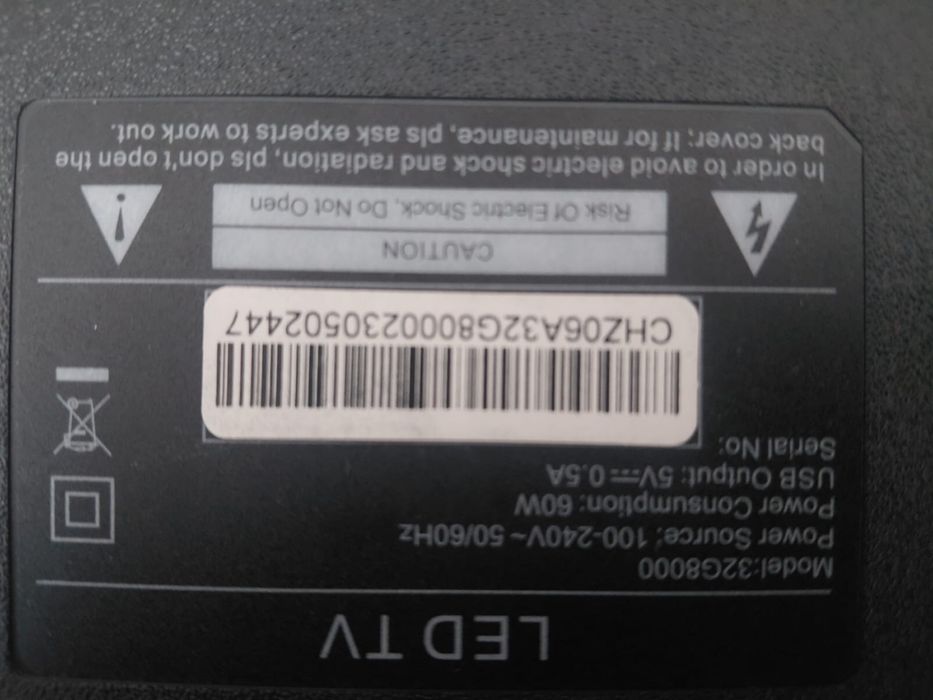 LED TV
Model:32G8000
Power Source: 100-240V~ 50/60Hz
Power Consumption: 60W
USB Output: 5V⎓0.5A
Serial No:
CHZ06A32G8000230502447
CAUTION
Risk Of Electric Shock, Do Not Open
In order to avoid electric shock and radiation, pls don't open the
back cover; If for maintenance, pls ask experts to work out.